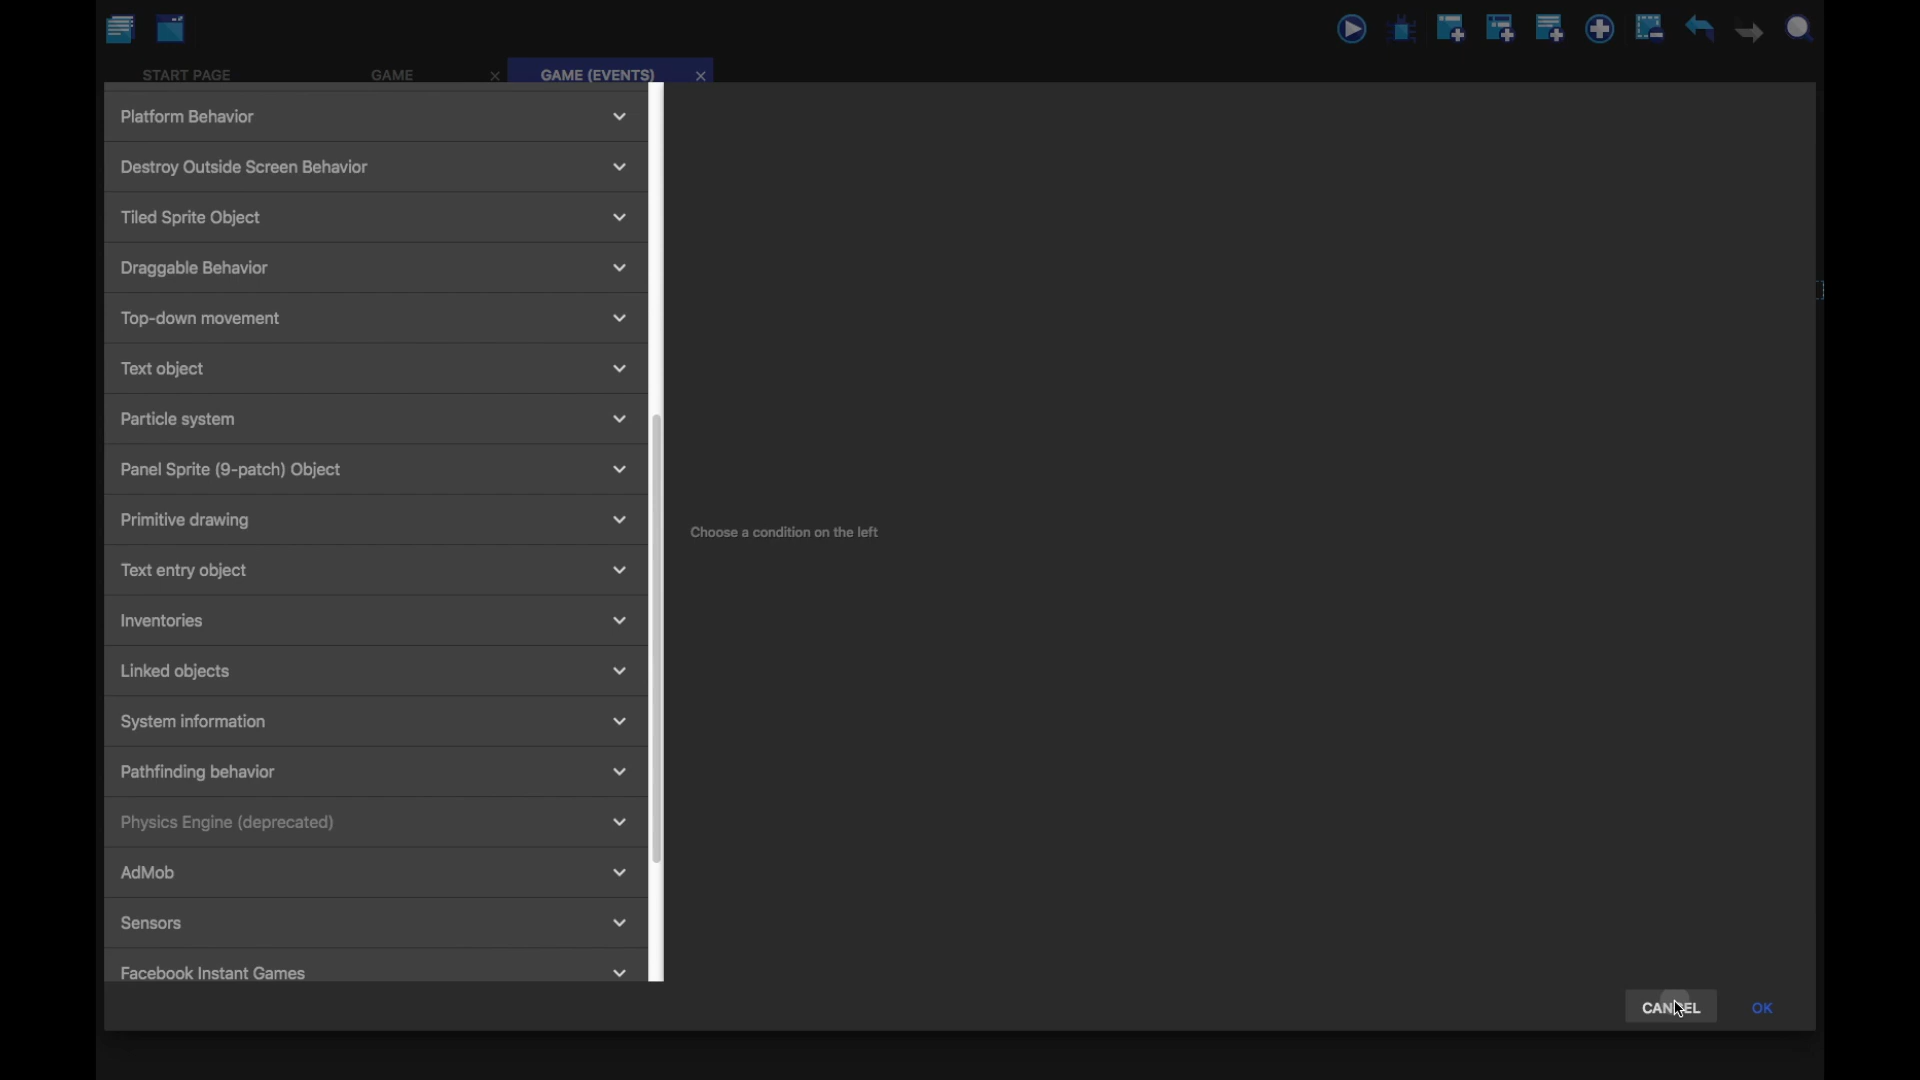 START PAGE
GAME
GAME (EVENTS)
Platform Behavior
Destroy Outside Screen Behavior
Tiled Sprite Object
Draggable Behavior
Top-down movement
Text object
Particle system
Panel Sprite (9-patch) Object
Primitive drawing
Choose a condition on the left
Text entry object
Inventories
Linked objects
System information
Pathfinding behavior
Physics Engine (deprecated)
AdMob
Sensors
Facebook Instant Games
CANCEL
OK